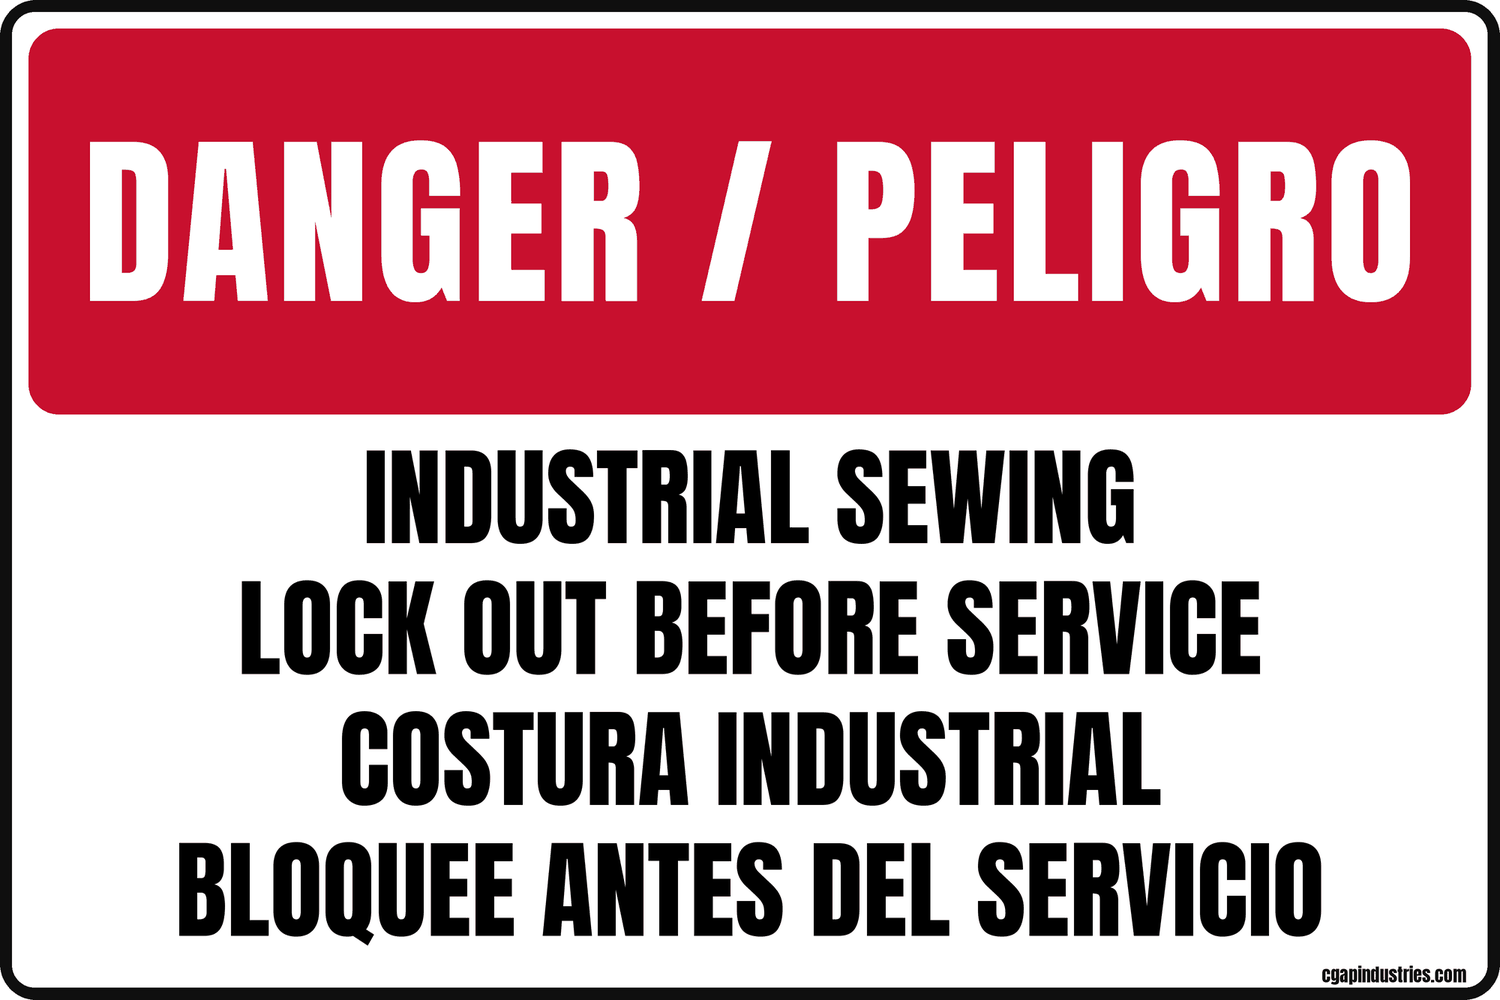 DANGER / PELIGRO
INDUSTRIAL SEWING
LOCK OUT BEFORE SERVICE
COSTURA INDUSTRIAL
BLOQUEE ANTES DEL SERVICIO
cgapindustries.com